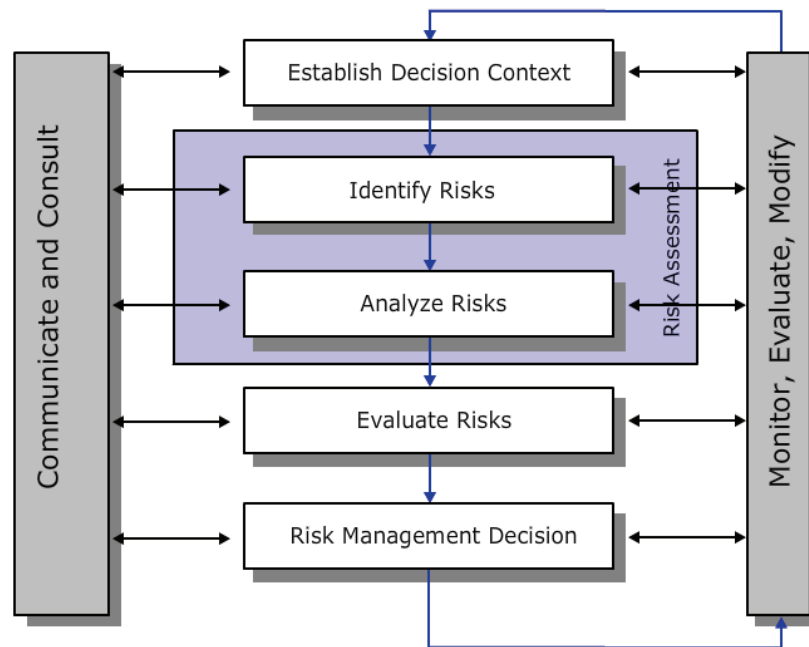 Establish Decision Context
Identify Risks
Analyze Risks
Risk Assessment
Evaluate Risks
Risk Management Decision
Communicate and Consult
Monitor, Evaluate, Modify